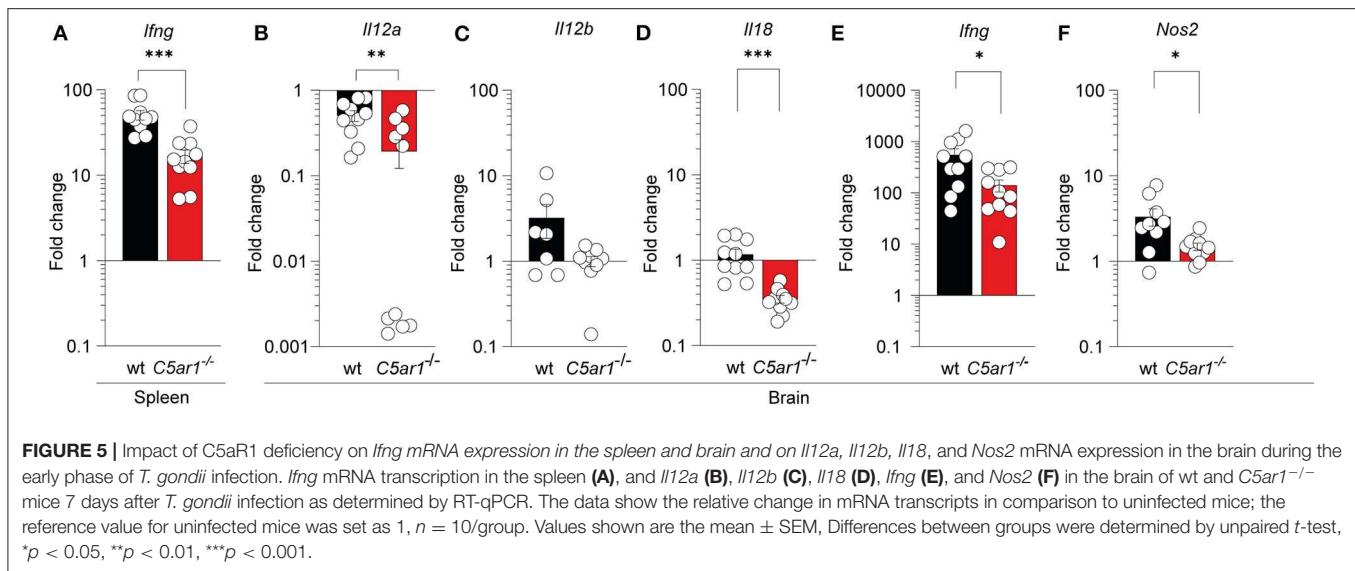 A Ifng B Il12a C Il12b D Il18 E Ifng F Nos2
*** ** *** * *
Fold change Fold change Fold change Fold change Fold change Fold change
100 1 100 100 10000 100
10 0.1 10 10 1000 10
1 0.01 1 1 100 1
0.1 0.001 0.1 0.1 10 0.1
1
0.1
wt C5ar1-/- wt C5ar1-/- wt C5ar1-/- wt C5ar1-/- wt C5ar1-/- wt C5ar1-/-
Spleen Brain
FIGURE 5 | Impact of C5aR1 deficiency on Ifng mRNA expression in the spleen and brain and on Il12a, Il12b, Il18, and Nos2 mRNA expression in the brain during the
early phase of T. gondii infection. Ifng mRNA transcription in the spleen (A), and Il12a (B), Il12b (C), Il18 (D), Ifng (E), and Nos2 (F) in the brain of wt and C5ar1−/−
mice 7 days after T. gondii infection as determined by RT-qPCR. The data show the relative change in mRNA transcripts in comparison to uninfected mice; the
reference value for uninfected mice was set as 1, n = 10/group. Values shown are the mean ± SEM, Differences between groups were determined by unpaired t-test,
*p < 0.05, **p < 0.01, ***p < 0.001.